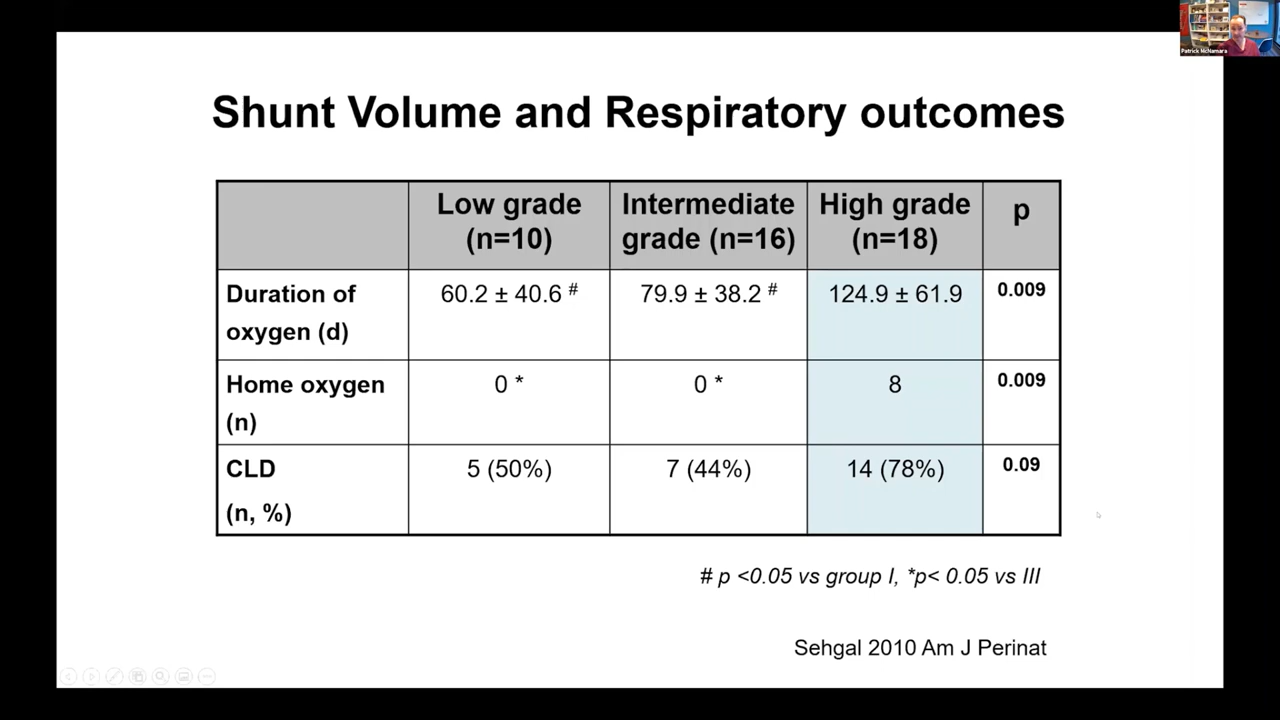 Patrick McNamara
Shunt Volume and Respiratory outcomes
Low grade (n=10) Intermediate grade (n=16) High grade (n=18) p
Duration of oxygen (d) 60.2 ± 40.6 # 79.9 ± 38.2 # 124.9 ± 61.9 0.009
Home oxygen (n) 0 * 0 * 8 0.009
CLD (n, %) 5 (50%) 7 (44%) 14 (78%) 0.09
# p <0.05 vs group I, *p< 0.05 vs III
Sehgal 2010 Am J Perinat